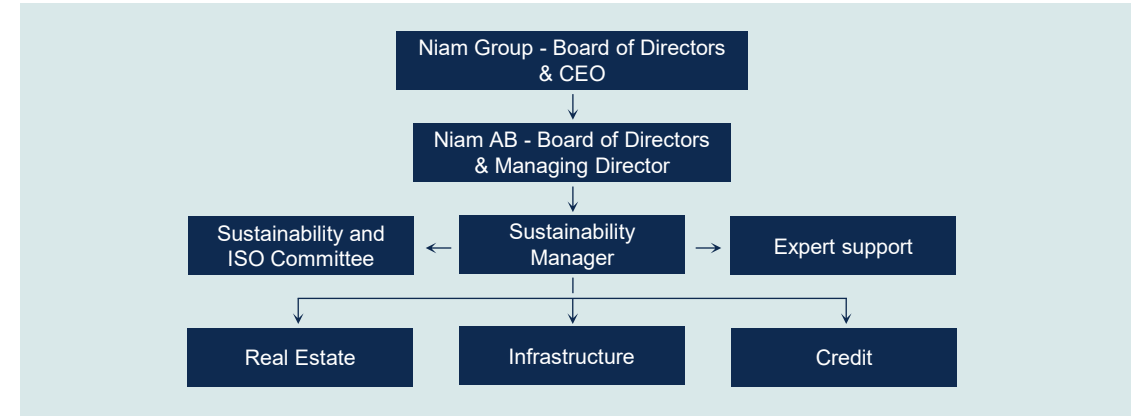 Niam Group - Board of Directors
& CEO
Niam AB - Board of Directors
& Managing Director
Sustainability and
ISO Committee
Sustainability
Manager
Expert support
Real Estate
Infrastructure
Credit